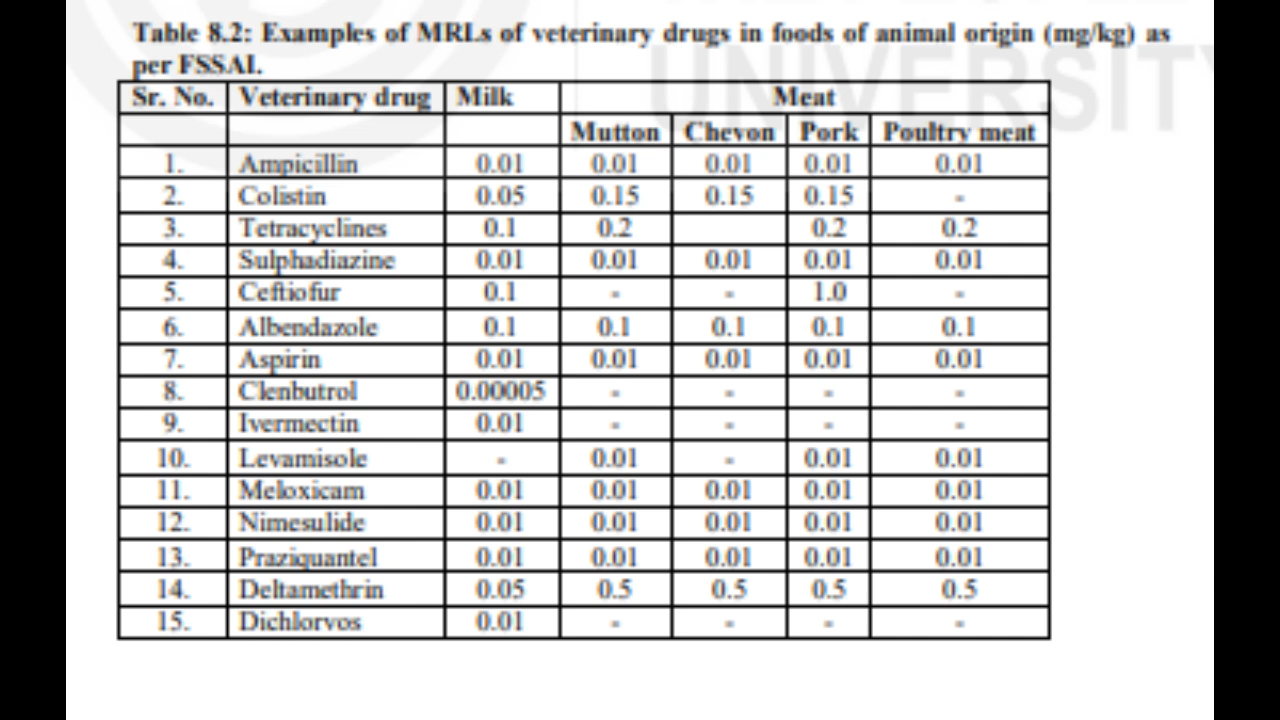 Table 8.2: Examples of MRLs of veterinary drugs in foods of animal origin (mg/kg) as
per FSSAI.
UNIVERSITY
Sr. No. Veterinary drug Milk Meat
Mutton Chevon Pork Poultry meat
1. Ampicillin 0.01 0.01 0.01 0.01 0.01
2. Colistin 0.05 0.15 0.15 0.15 -
3. Tetracyclines 0.1 0.2 0.2 0.2
4. Sulphadiazine 0.01 0.01 0.01 0.01 0.01
5. Ceftiofur 0.1 - - 1.0 -
6. Albendazole 0.1 0.1 0.1 0.1 0.1
7. Aspirin 0.01 0.01 0.01 0.01 0.01
8. Clenbutrol 0.00005 - - - -
9. Ivermectin 0.01 - - - -
10. Levamisole - 0.01 - 0.01 0.01
11. Meloxicam 0.01 0.01 0.01 0.01 0.01
12. Nimesulide 0.01 0.01 0.01 0.01 0.01
13. Praziquantel 0.01 0.01 0.01 0.01 0.01
14. Deltamethrin 0.05 0.5 0.5 0.5 0.5
15. Dichlorvos 0.01 - - - -